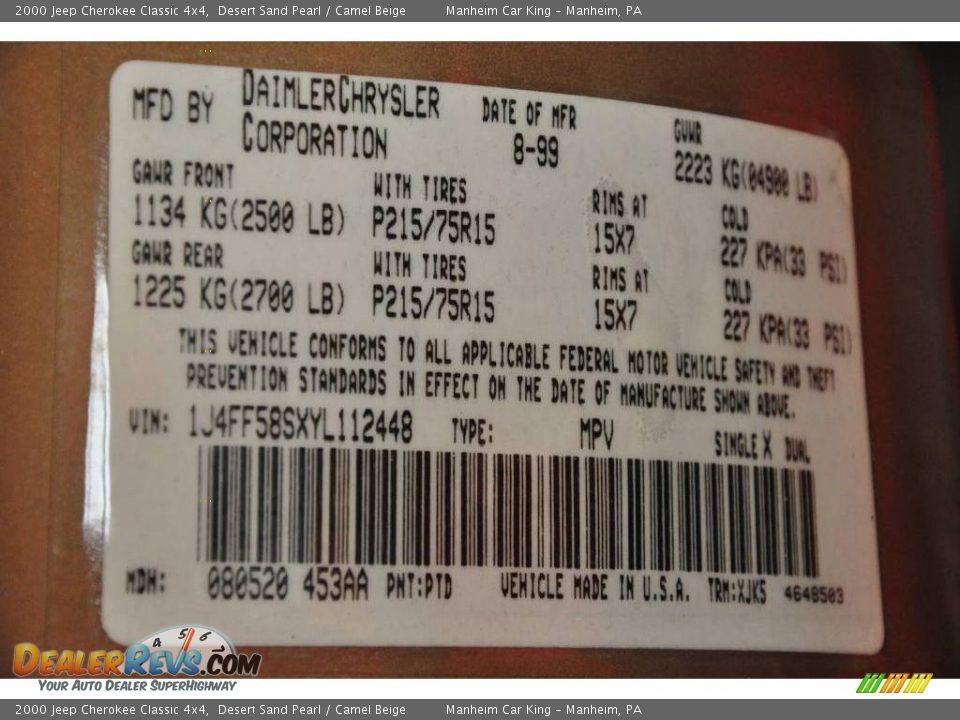 2000 Jeep Cherokee Classic 4x4, Desert Sand Pearl / Camel Beige Manheim Car King - Manheim, PA
MFD BY DAIMLERCHRYSLER CORPORATION DATE OF MFR 8-99 GVWR 2223 KG(04900 LB)
GAWR FRONT WITH TIRES RIMS AT COLD
1134 KG(2500 LB) P215/75R15 15X7 227 KPA(33 PSI)
GAWR REAR WITH TIRES RIMS AT COLD
1225 KG(2700 LB) P215/75R15 15X7 227 KPA(33 PSI)
THIS VEHICLE CONFORMS TO ALL APPLICABLE FEDERAL MOTOR VEHICLE SAFETY AND THEFT
PREVENTION STANDARDS IN EFFECT ON THE DATE OF MANUFACTURE SHOWN ABOVE.
VIN: 1J4FF58SXYL112448 TYPE: MPV SINGLE X DUAL
MDH: 080520 453AA PNT:PTD VEHICLE MADE IN U.S.A. TRM:XJK5 4648503
4 5 6
DEALERREVS.COM
YOUR AUTO DEALER SUPERHIGHWAY
2000 Jeep Cherokee Classic 4x4, Desert Sand Pearl / Camel Beige Manheim Car King - Manheim, PA